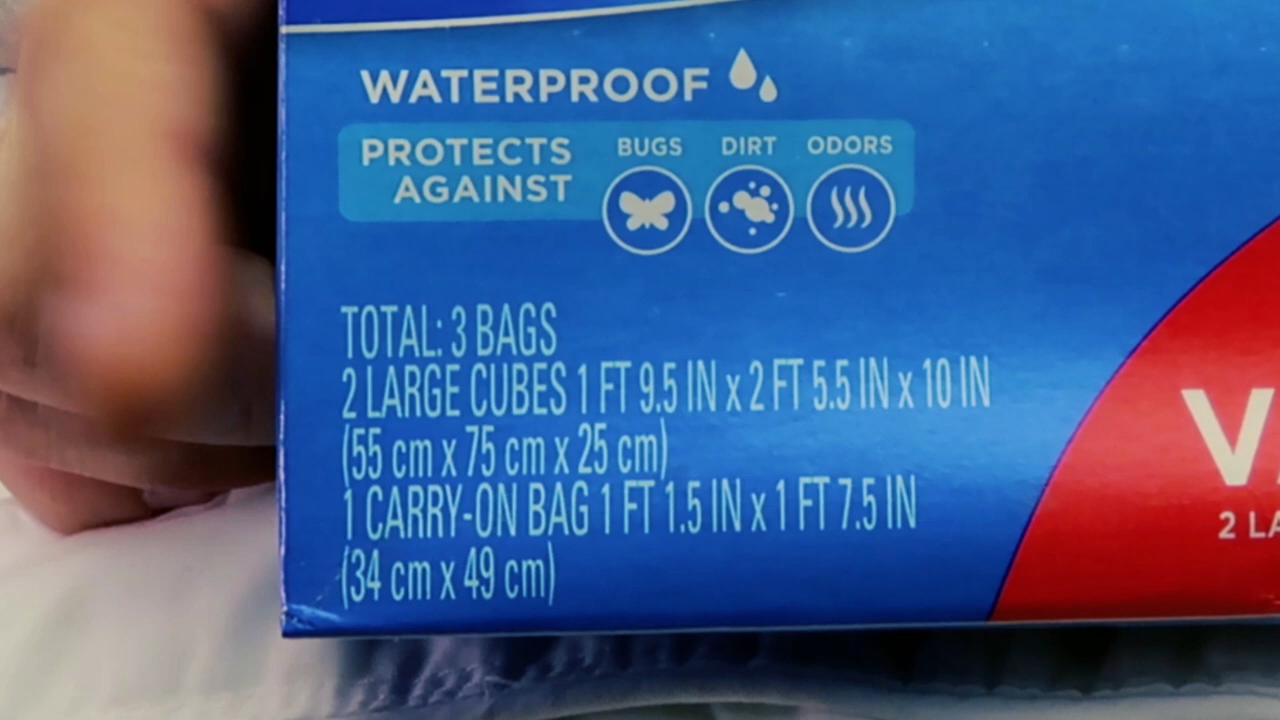 WATERPROOF
PROTECTS AGAINST
BUGS DIRT ODORS
TOTAL: 3 BAGS
2 LARGE CUBES 1 FT 9.5 IN x 2 FT 5.5 IN x 10 IN
(55 cm x 75 cm x 25 cm)
1 CARRY-ON BAG 1 FT 1.5 IN x 1 FT 7.5 IN
(34 cm x 49 cm)
2